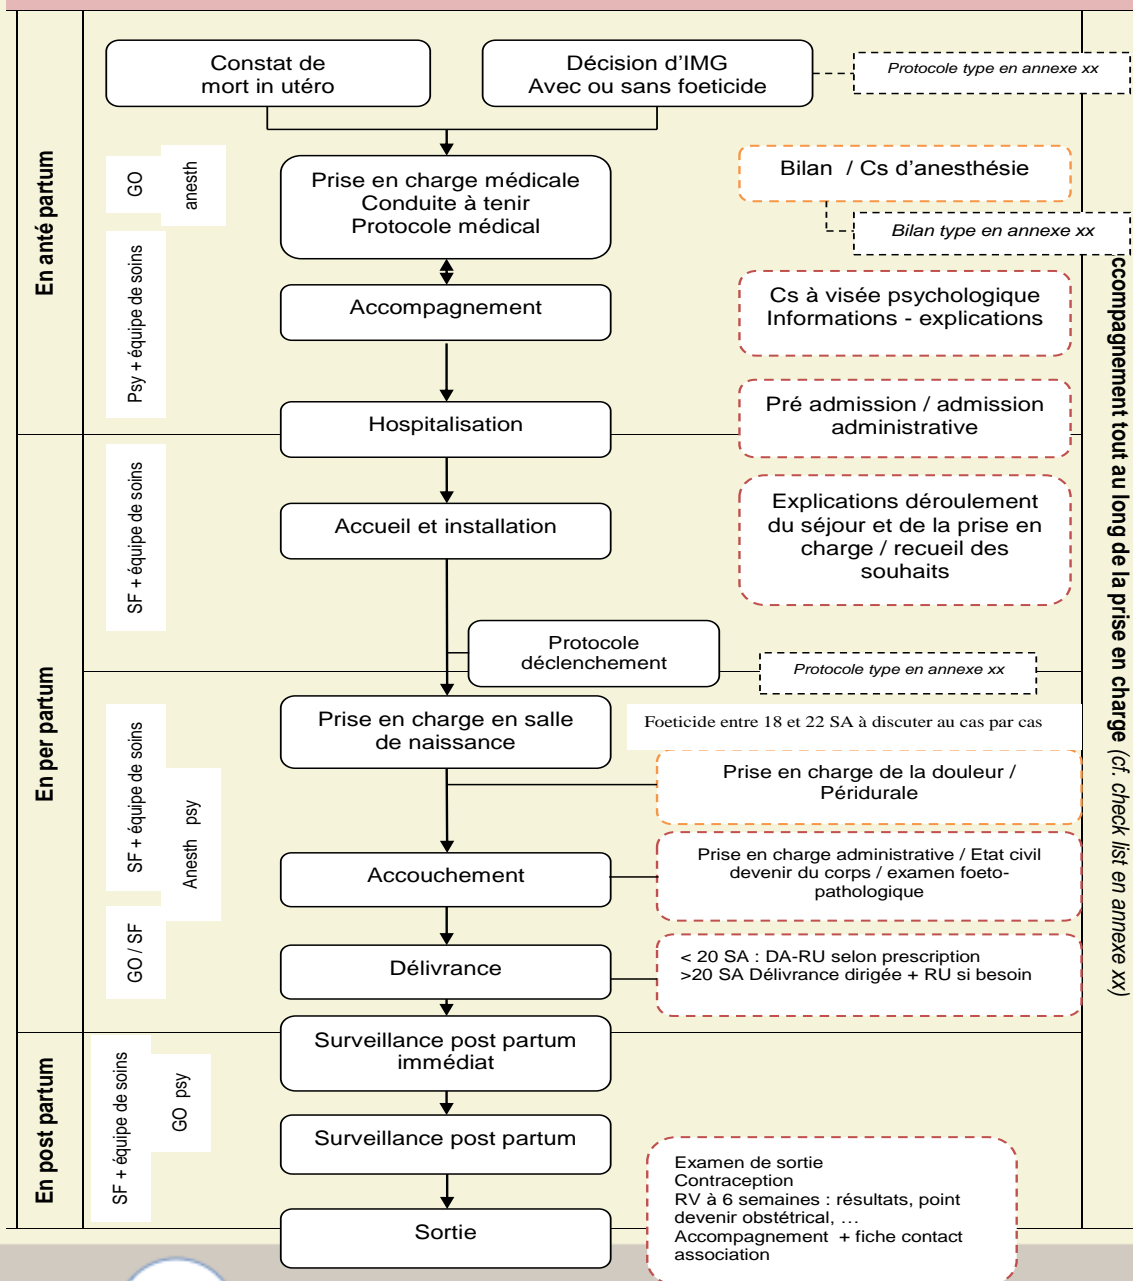 Constat de
mort in utéro
Décision d'IMG
Avec ou sans foeticide
Protocole type en annexe xx
En anté partum
GO
anesth
Prise en charge médicale
Conduite à tenir
Protocole médical
Bilan / Cs d'anesthésie
Bilan type en annexe xx
Psy + équipe de soins
Accompagnement
Cs à visée psychologique
Informations - explications
Hospitalisation
Pré admission / admission
administrative
ccompagnement tout au long de la prise en charge (cf. check list en annexe xx)
En per partum
SF + équipe de soins
Accueil et installation
Explications déroulement
du séjour et de la prise en
charge / recueil des
souhaits
Protocole
déclenchement
Protocole type en annexe xx
SF + équipe de soins
Anesth psy
Prise en charge en salle
de naissance
Foeticide entre 18 et 22 SA à discuter au cas par cas
Prise en charge de la douleur /
Péridurale
Accouchement
Prise en charge administrative / Etat civil
devenir du corps / examen foeto-
pathologique
GO / SF
Délivrance
< 20 SA : DA-RU selon prescription
>20 SA Délivrance dirigée + RU si besoin
En post partum
SF + équipe de soins
GO psy
Surveillance post partum
immédiat
Surveillance post partum
Sortie
Examen de sortie
Contraception
RV à 6 semaines : résultats, point
devenir obstétrical, …
Accompagnement + fiche contact
association